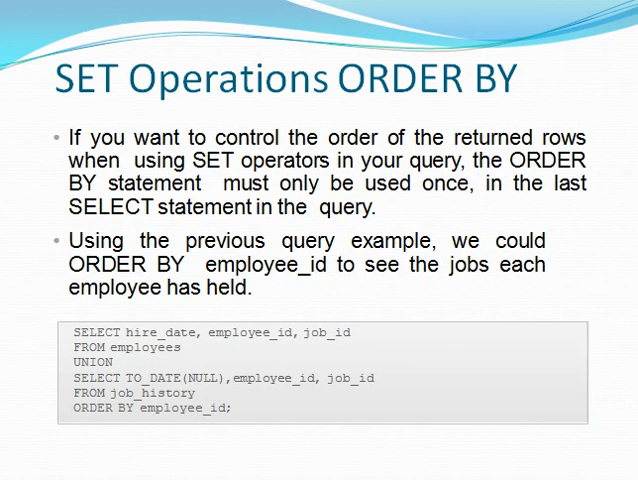 SET Operations ORDER BY
• If you want to control the order of the returned rows
when using SET operators in your query, the ORDER
BY statement must only be used once, in the last
SELECT statement in the query.
• Using the previous query example, we could
ORDER BY employee_id to see the jobs each
employee has held.
SELECT hire_date, employee_id, job_id
FROM employees
UNION
SELECT TO_DATE(NULL),employee_id, job_id
FROM job_history
ORDER BY employee_id;